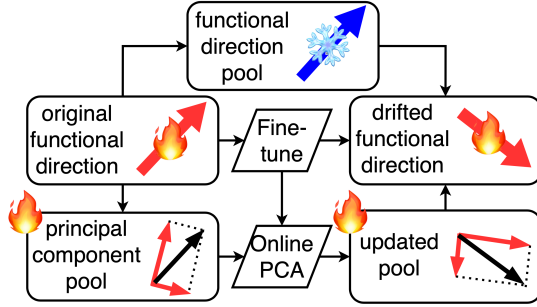 functional
direction
pool
original
functional
direction
Fine-
tune
drifted
functional
direction
principal
component
pool
Online
PCA
updated
pool